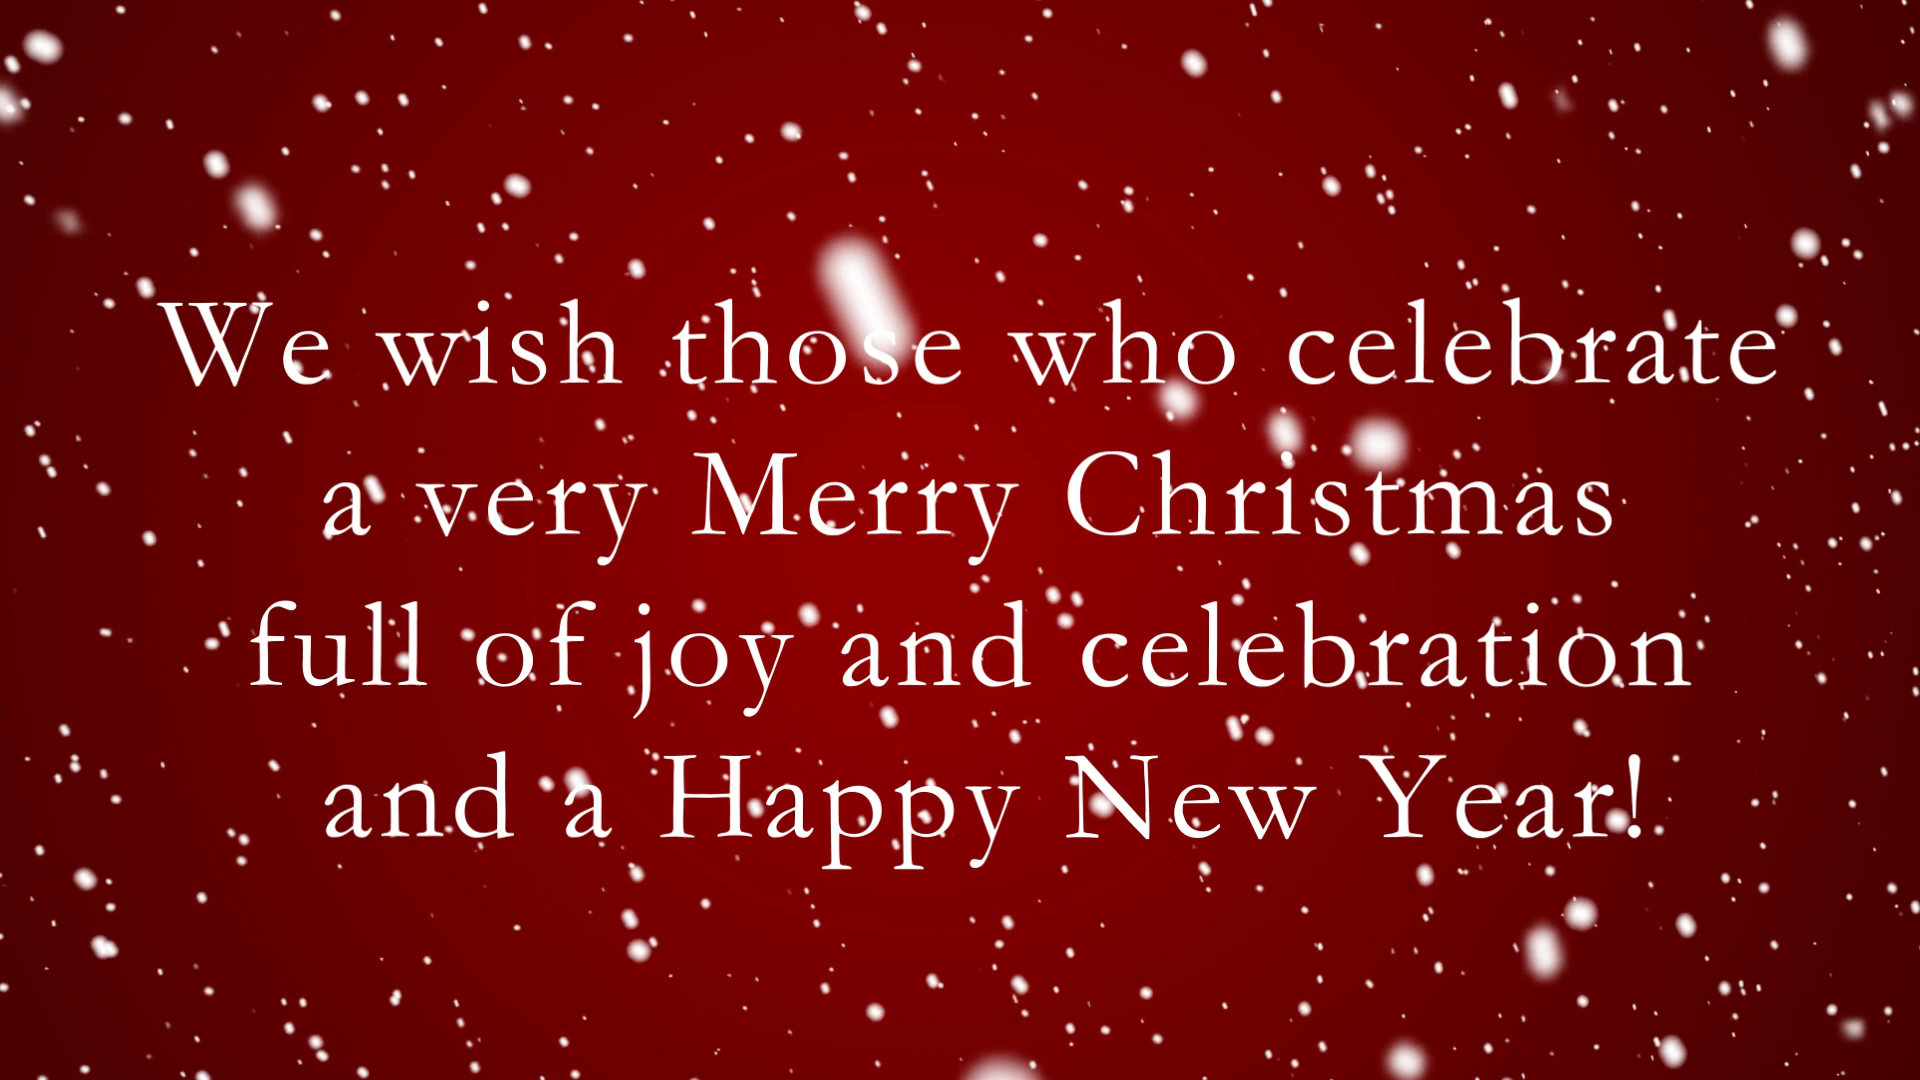 We wish those who celebrate
a very Merry Christmas
full of joy and celebration
and a Happy New Year!